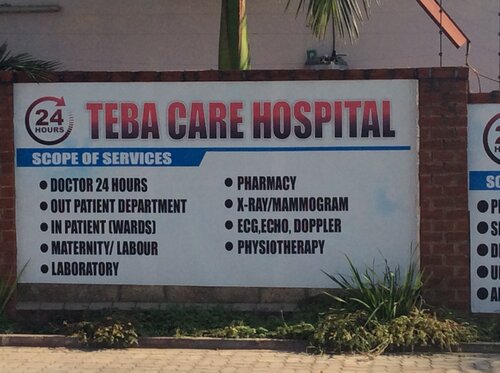 24
HOURS
TEBA CARE HOSPITAL
SCOPE OF SERVICES
• DOCTOR 24 HOURS
• OUT PATIENT DEPARTMENT
• IN PATIENT (WARDS)
• MATERNITY/ LABOUR
• LABORATORY
• PHARMACY
• X-RAY/MAMMOGRAM
• ECG,ECHO, DOPPLER
• PHYSIOTHERAPY